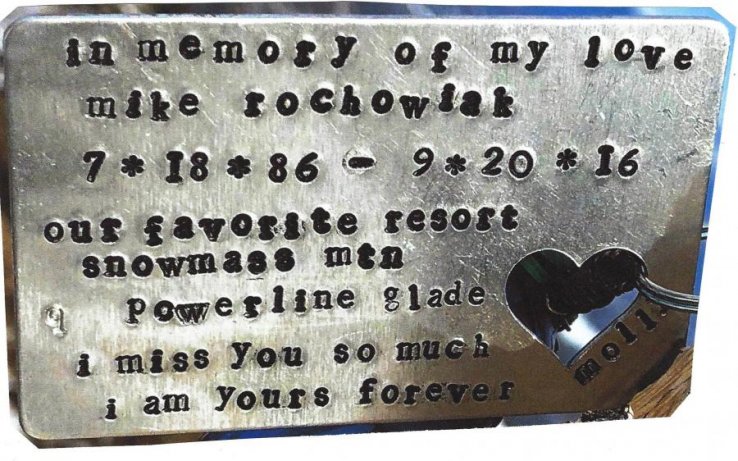 in memory of my love
mike rochowiak
7 * 18 * 86 - 9 * 20 * 16
our favorite resort
snowmass mtn
powerline glade
i miss you so much
i am yours forever